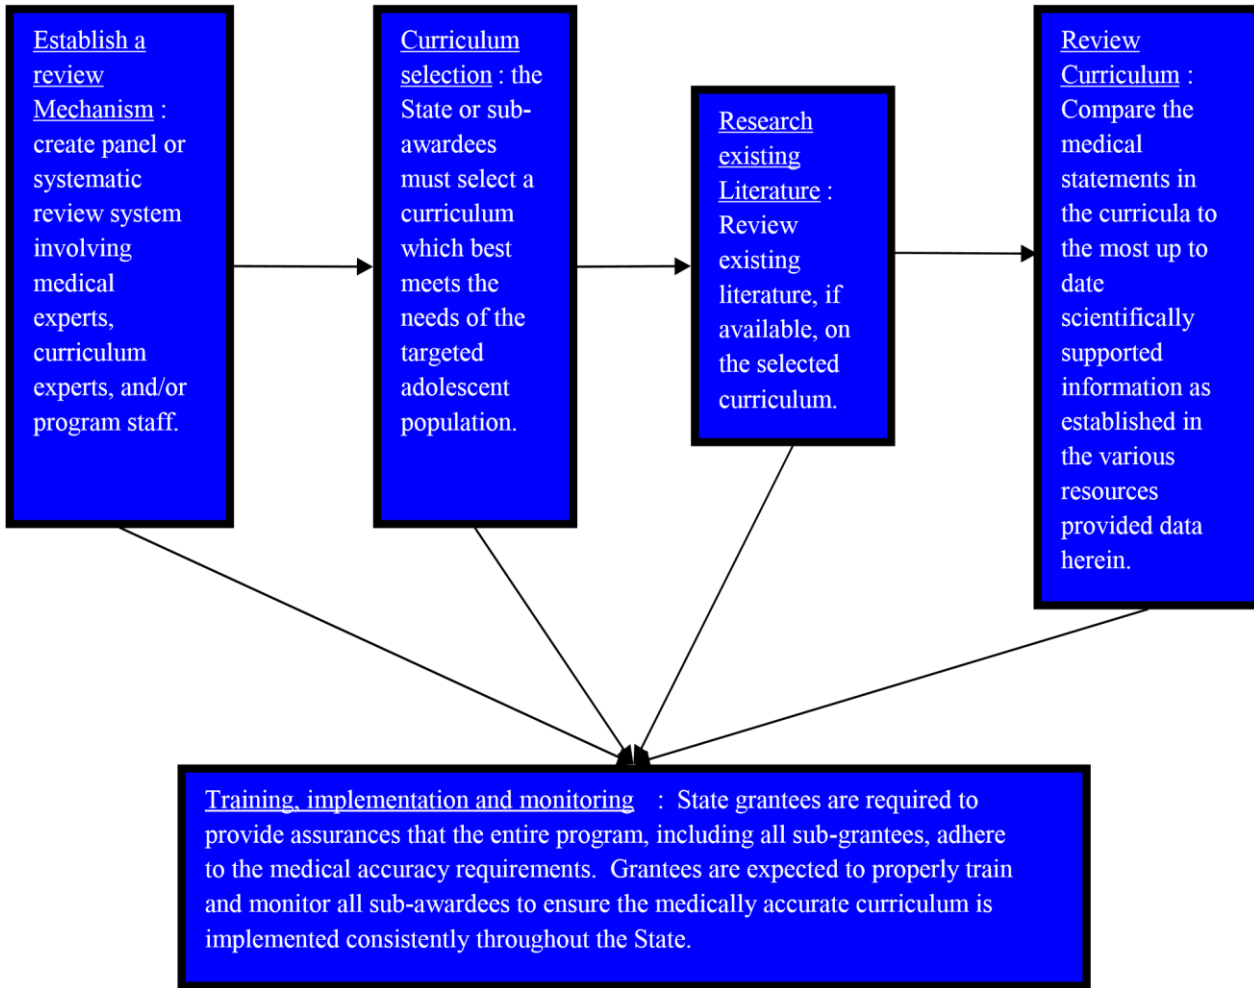 Establish a
review
Mechanism :
create panel or
systematic
review system
involving
medical
experts,
curriculum
experts, and/or
program staff.
Curriculum
selection : the
State or sub-
awardees
must select a
curriculum
which best
meets the
needs of the
targeted
adolescent
population.
Research
existing
Literature :
Review
existing
literature, if
available, on
the selected
curriculum.
Review
Curriculum :
Compare the
medical
statements in
the curricula to
the most up to
date
scientifically
supported
information as
established in
the various
resources
provided data
herein.
Training, implementation and monitoring : State grantees are required to
provide assurances that the entire program, including all sub-grantees, adhere
to the medical accuracy requirements. Grantees are expected to properly train
and monitor all sub-awardees to ensure the medically accurate curriculum is
implemented consistently throughout the State.